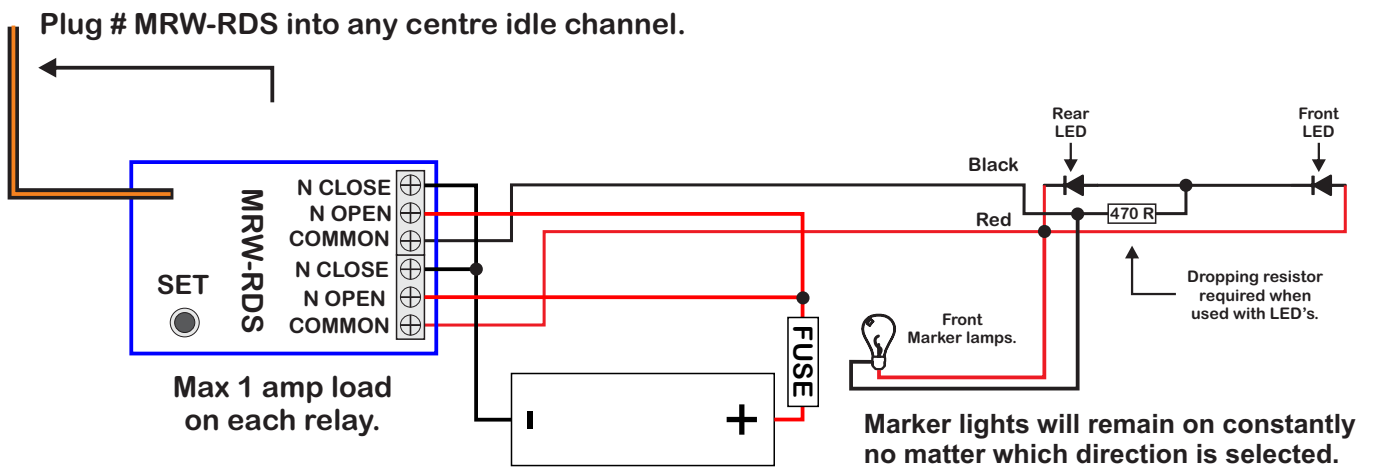 Plug # MRW-RDS into any centre idle channel.
Rear
LED
Front
LED
Black
N CLOSE
N OPEN
COMMON
N CLOSE
N OPEN
COMMON
MRW-RDS
SET
Red
470 R
Dropping resistor
required when
used with LED's.
Front
Marker lamps.
FUSE
Max 1 amp load
on each relay.
-
+
Marker lights will remain on constantly
no matter which direction is selected.